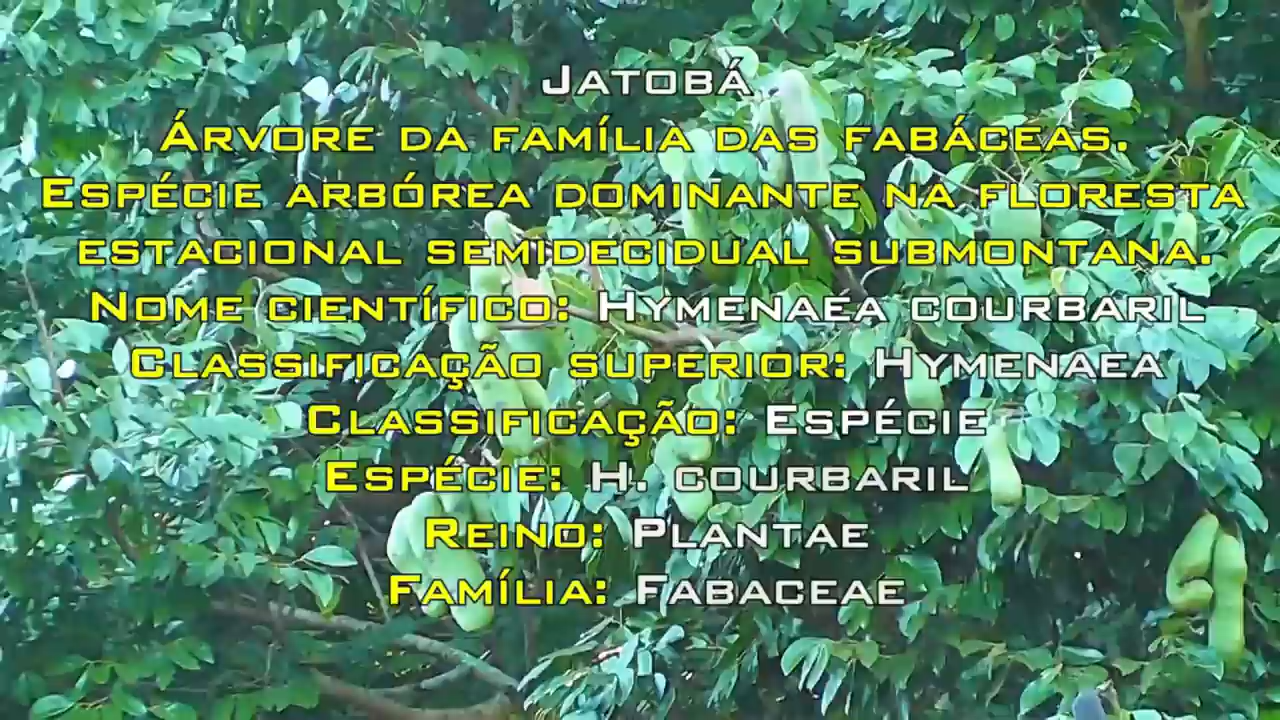 Jatobá
Árvore da família das fabáceas.
Espécie arbórea dominante na floresta
estacional semidecidual submontana.
Nome científico: Hymenaea courbaril
Classificação superior: Hymenaea
Classificação: Espécie
Espécie: H. courbaril
Reino: Plantae
Família: Fabaceae